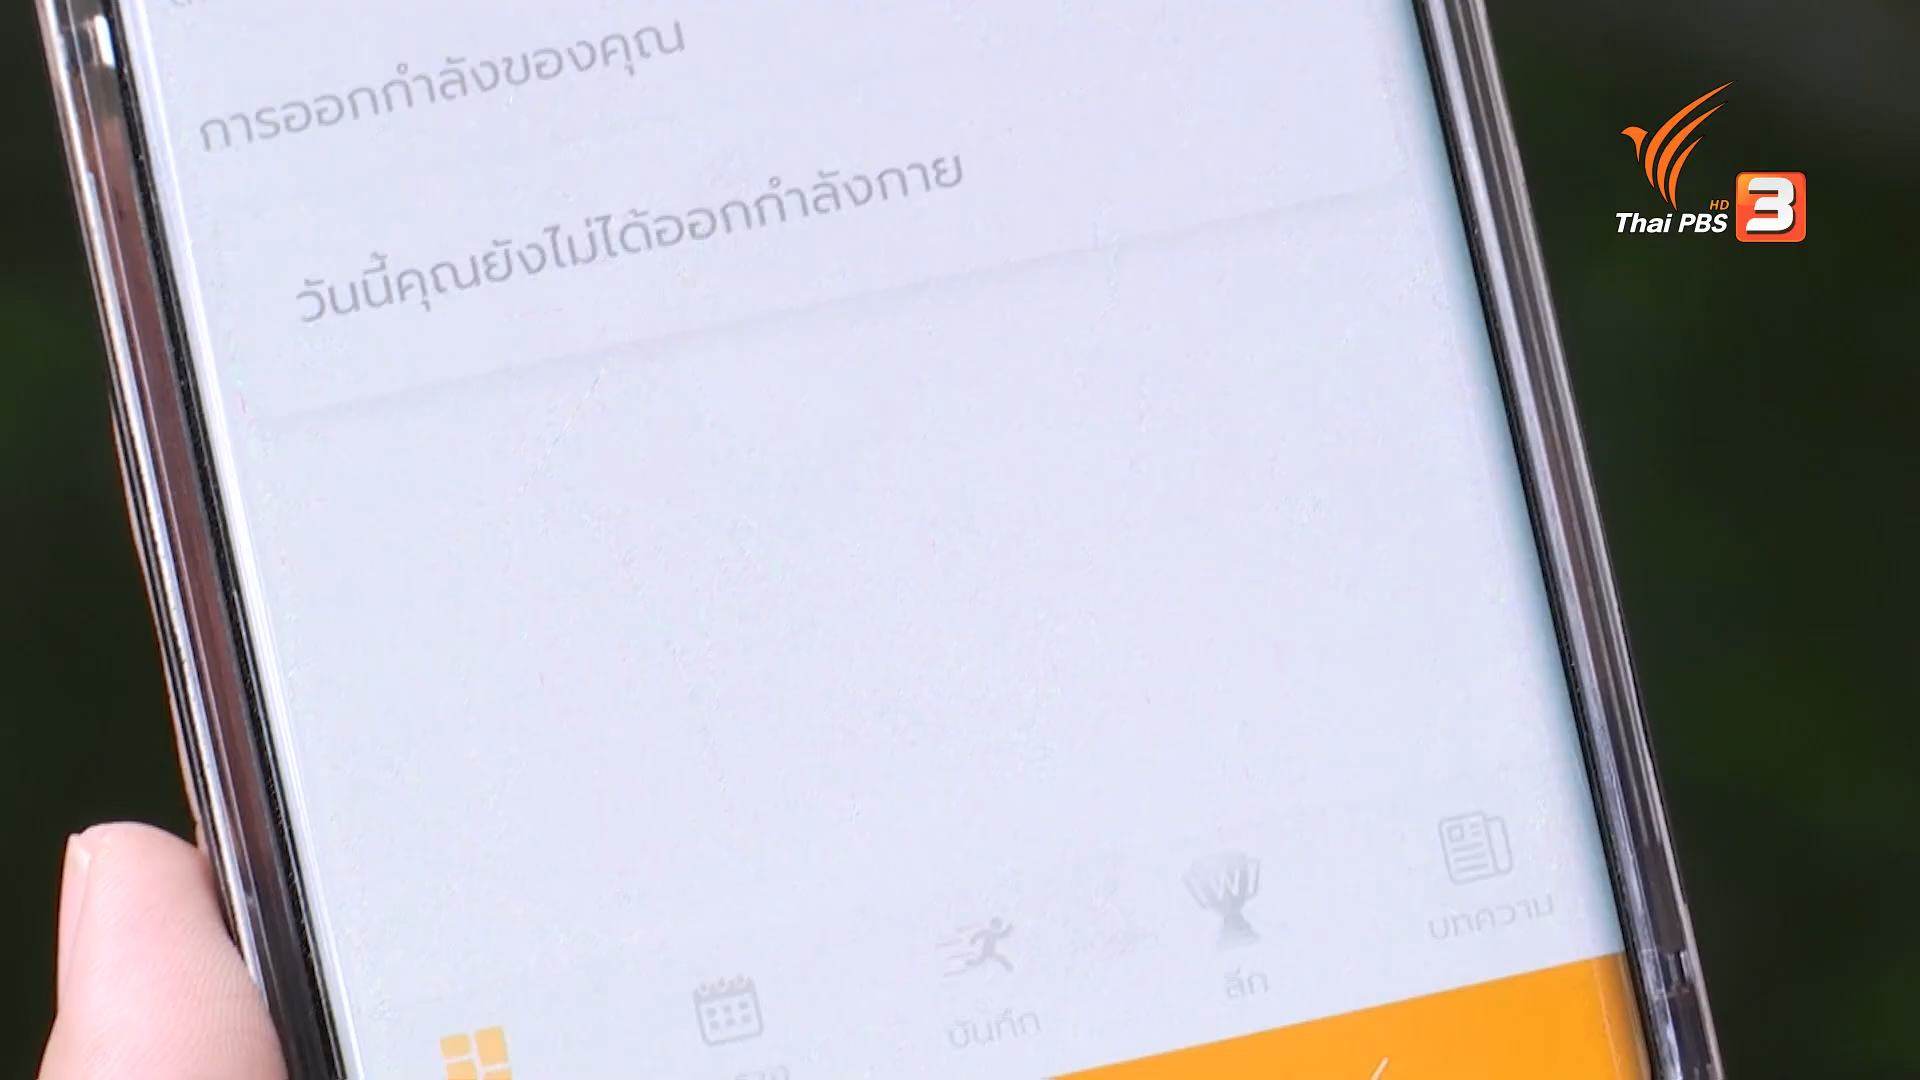 การออกกำลังของคุณ
วันนี้คุณยังไม่ได้ออกกำลังกาย
HD
Thai PBS 3
W
บทความ
ลีก
บันทึก